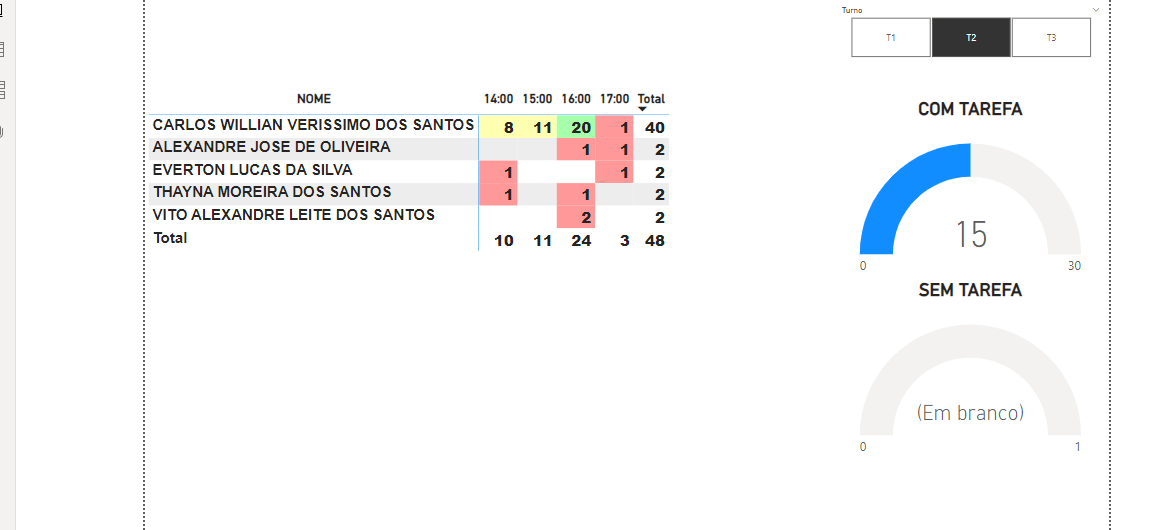 Turno
T1 T2 T3
NOME 14:00 15:00 16:00 17:00 Total
CARLOS WILLIAN VERISSIMO DOS SANTOS 8 11 20 1 40
ALEXANDRE JOSE DE OLIVEIRA 1 1 2
EVERTON LUCAS DA SILVA 1 1 2
THAYNA MOREIRA DOS SANTOS 1 1 2
VITO ALEXANDRE LEITE DOS SANTOS 2 2
Total 10 11 24 3 48
COM TAREFA
15
0 30
SEM TAREFA
(Em branco)
0 1